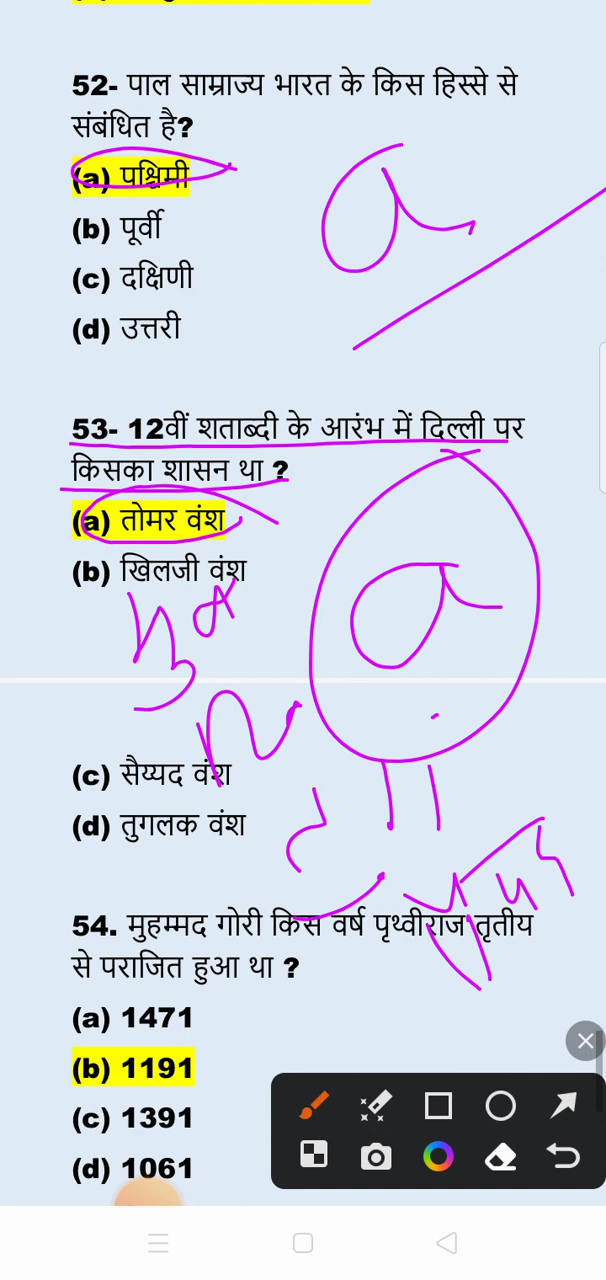 52- पाल साम्राज्य भारत के किस हिस्से से
संबंधित है?
(a) पश्चिमी
a
(b) पूर्वी
(c) दक्षिणी
(d) उत्तरी
53- 12वीं शताब्दी के आरंभ में दिल्ली पर
किसका शासन था ?
(a) तोमर वंश
(b) खिलजी वंश
a
(c) सैय्यद वंश
(d) तुगलक वंश
54. मुहम्मद गोरी किस वर्ष पृथ्वीराज तृतीय
से पराजित हुआ था ?
(a) 1471
(b) 1191
(c) 1391
(d) 1061